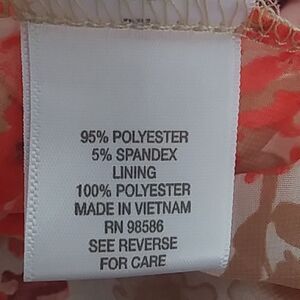 95% POLYESTER
5% SPANDEX
LINING
100% POLYESTER
MADE IN VIETNAM
RN 98586
SEE REVERSE
FOR CARE